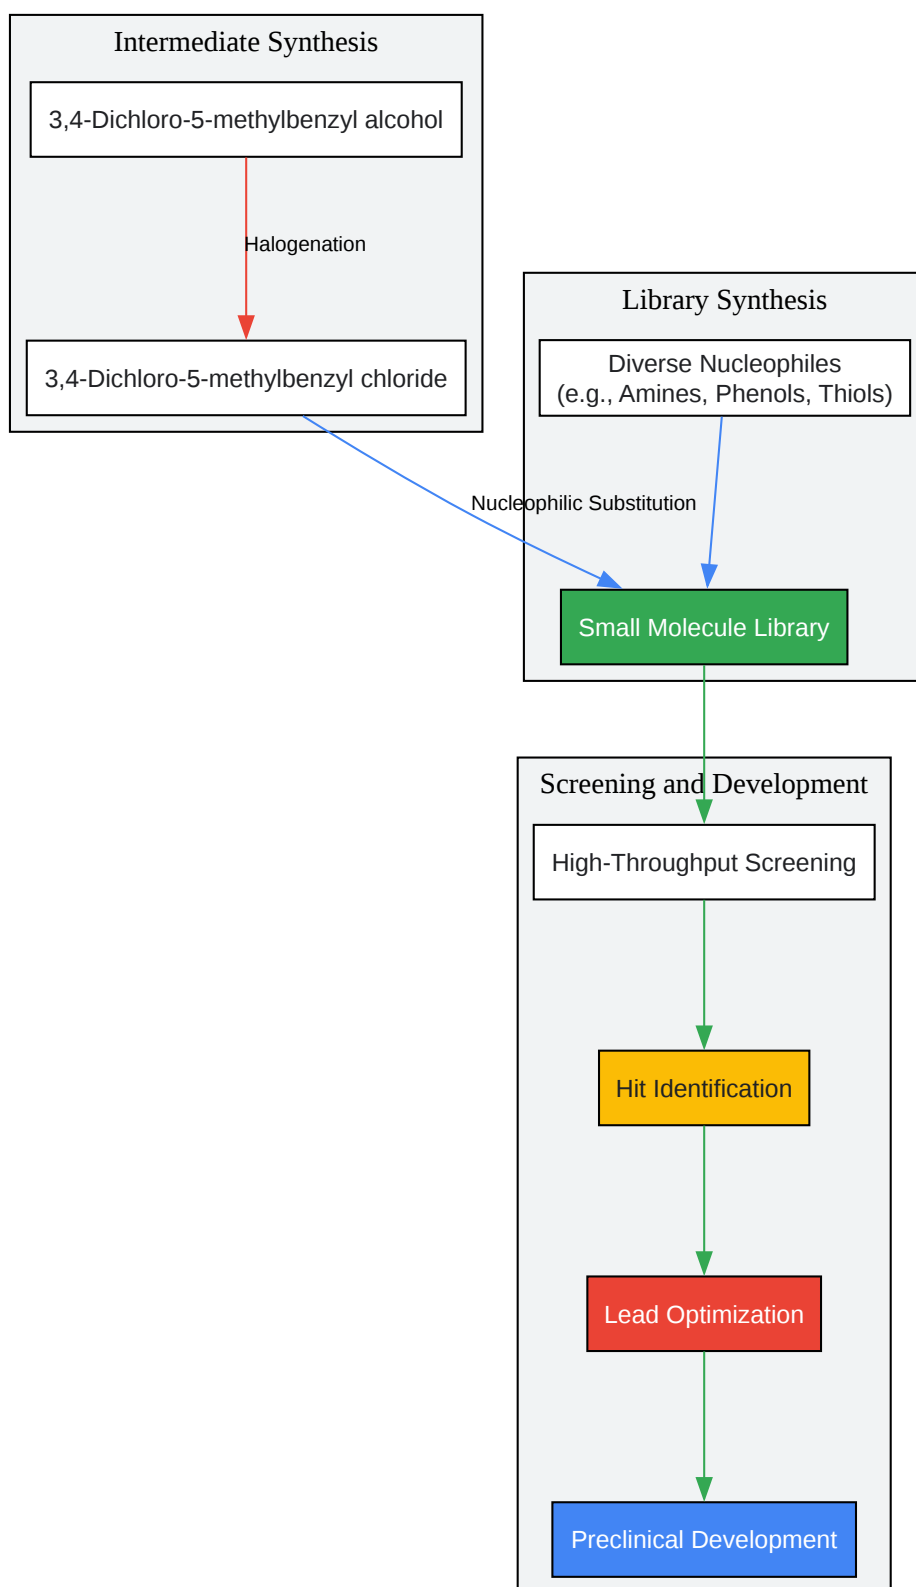 Intermediate Synthesis
3,4-Dichloro-5-methylbenzyl alcohol
Halogenation
3,4-Dichloro-5-methylbenzyl chloride
Library Synthesis
Diverse Nucleophiles
(e.g., Amines, Phenols, Thiols)
Nucleophilic Substitution
Small Molecule Library
Screening and Development
High-Throughput Screening
Hit Identification
Lead Optimization
Preclinical Development